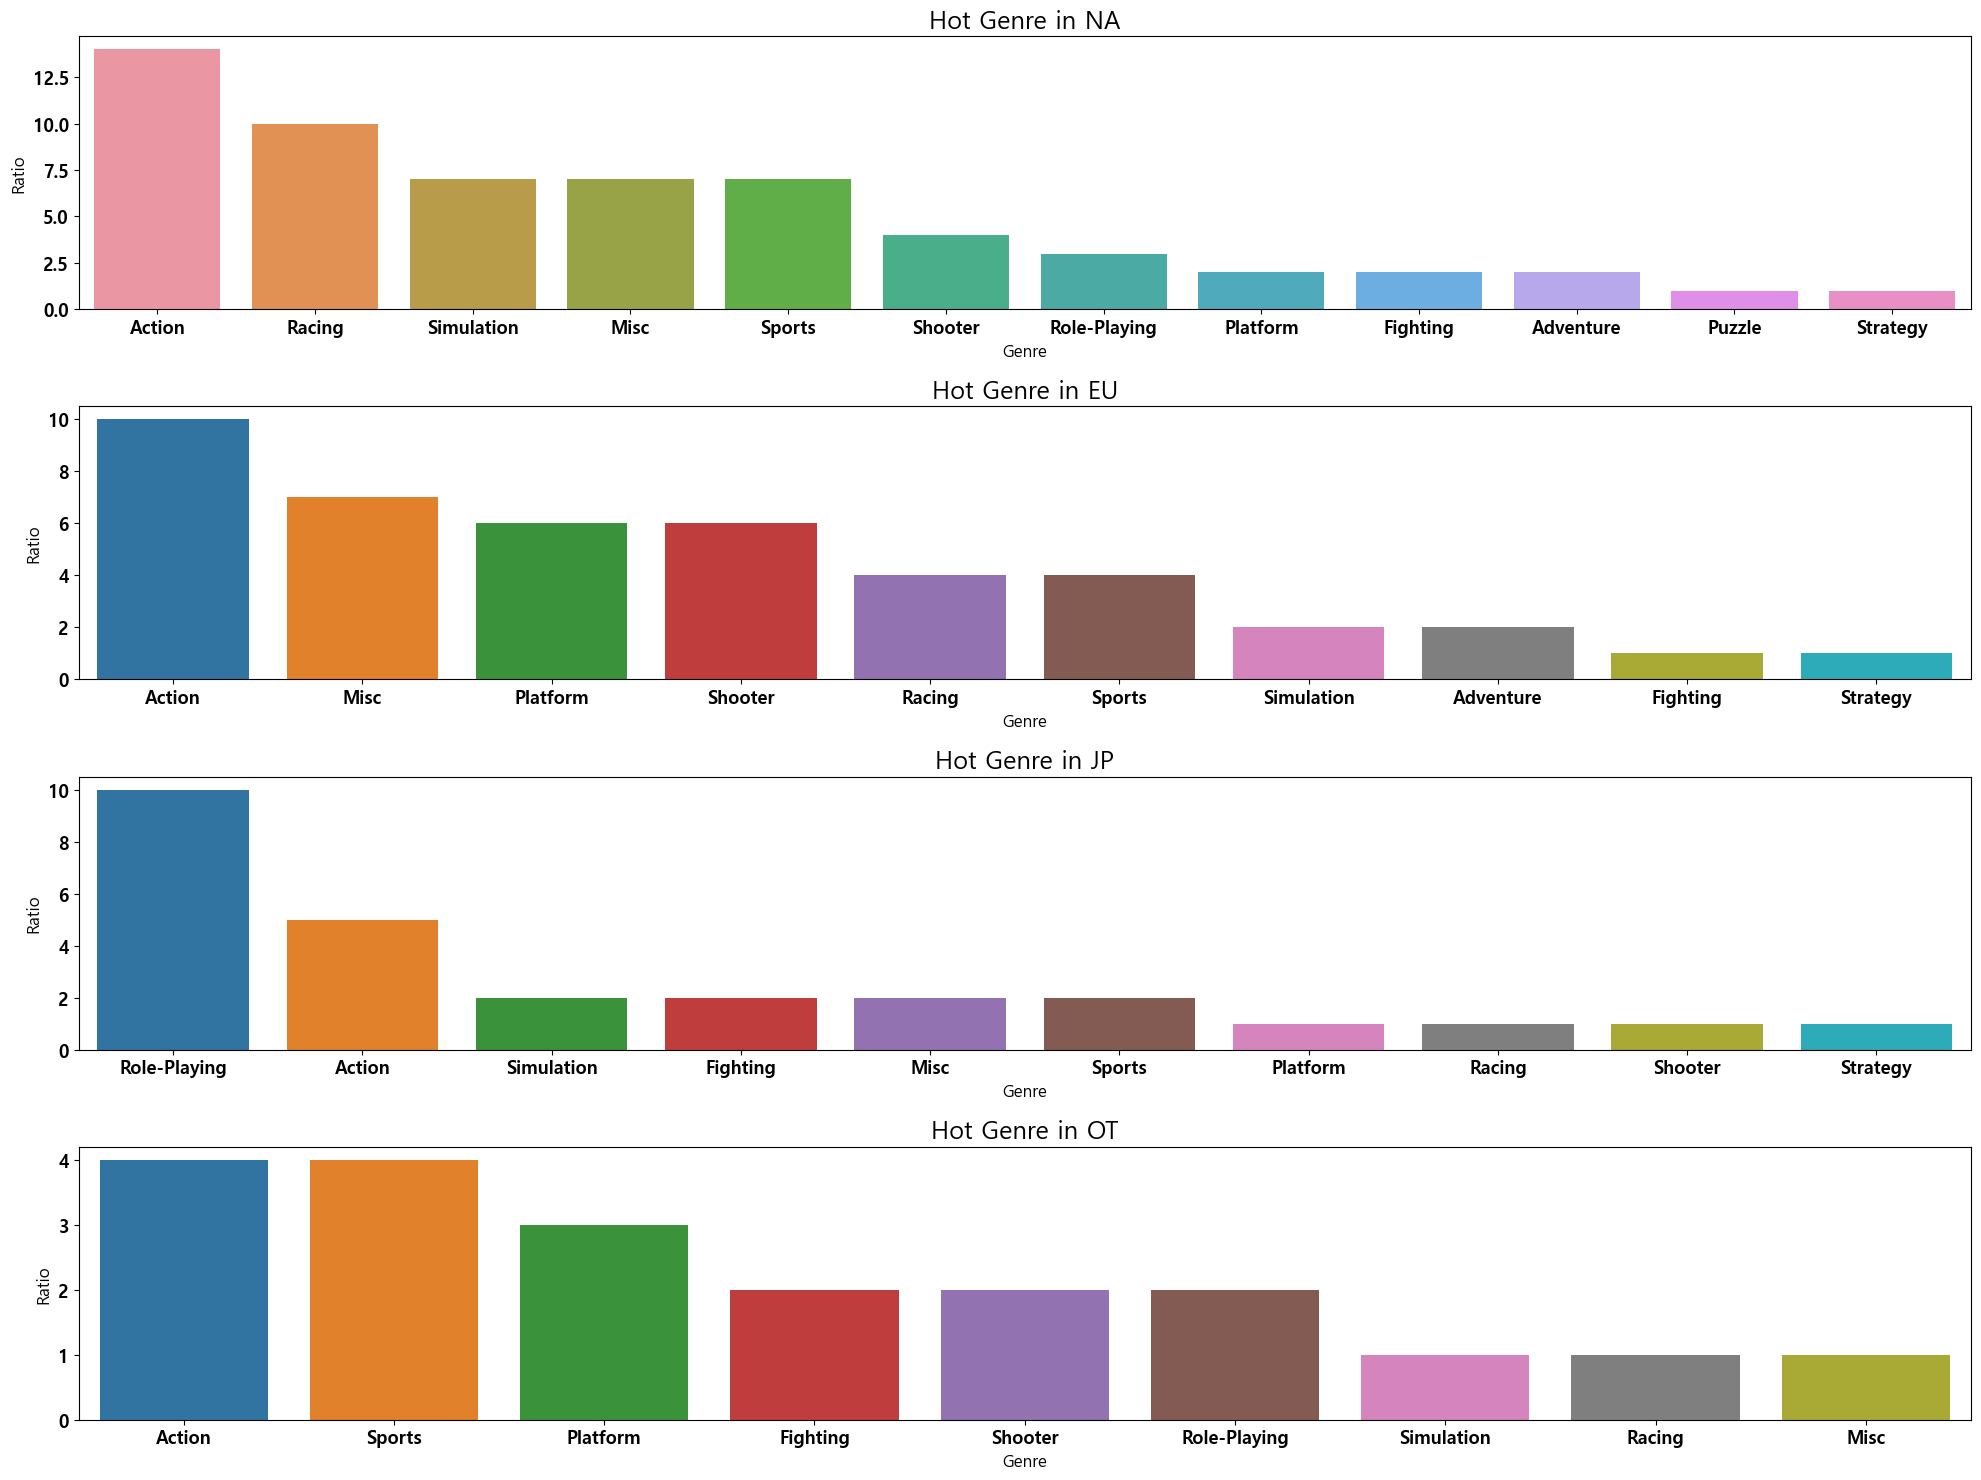 Hot Genre in NA
Ratio
12.5
10.0
7.5
5.0
2.5
0.0
Action Racing Simulation Misc Sports Shooter Role-Playing Platform Fighting Adventure Puzzle Strategy
Genre
Hot Genre in EU
Ratio
10
8
6
4
2
0
Action Misc Platform Shooter Racing Sports Simulation Adventure Fighting Strategy
Genre
Hot Genre in JP
Ratio
10
8
6
4
2
0
Role-Playing Action Simulation Fighting Misc Sports Platform Racing Shooter Strategy
Genre
Hot Genre in OT
Ratio
4
3
2
1
0
Action Sports Platform Fighting Shooter Role-Playing Simulation Racing Misc
Genre